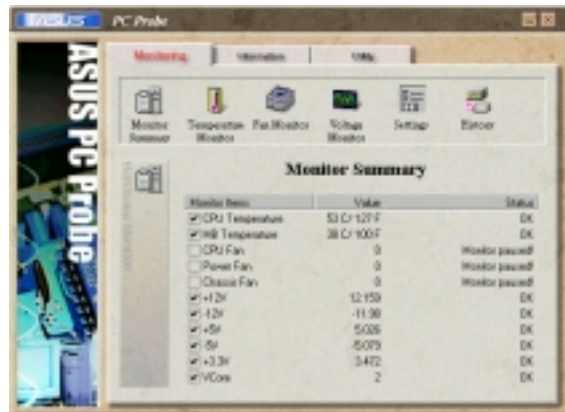 ASUS PC Probe
Monitoring Information Utility
ASUS PC Probe
Monitor Summary Temperature Monitor Fan Monitor Voltage Monitor Settings History
Monitor Summary
Monitor Items Value Status
CPU Temperature 53 C/ 127 F OK
MB Temperature 38 C/ 100 F OK
CPU Fan 0 Monitor paused!
Power Fan 0 Monitor paused!
Chassis Fan 0 Monitor paused!
+12V 12.159 OK
-12V -11.98 OK
+5V 5.026 OK
-5V -5.079 OK
+3.3V 3.472 OK
VCore 2 OK